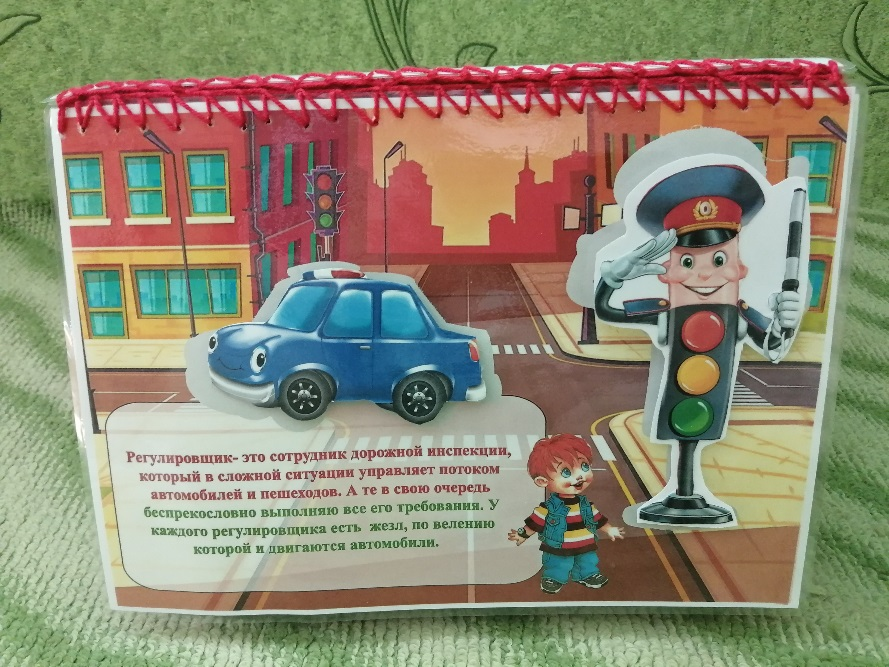 Регулировщик- это сотрудник дорожной инспекции,
который в сложной ситуации управляет потоком
автомобилей и пешеходов. А те в свою очередь
беспрекословно выполняю все его требования. У
каждого регулировщика есть жезл, по велению
которой и двигаются автомобили.